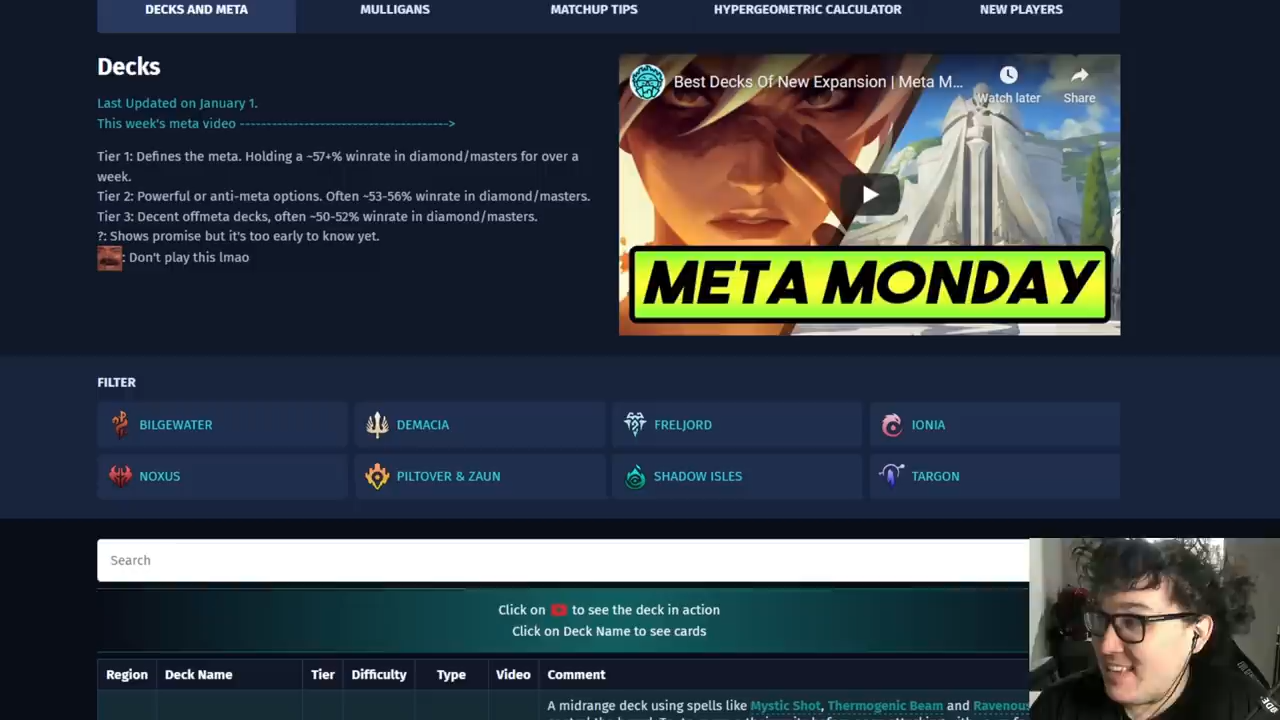 DECKS AND META
MULLIGANS
MATCHUP TIPS
HYPERGEOMETRIC CALCULATOR
NEW PLAYERS
Decks
Last Updated on January 1.
This week's meta video --------------------------------------->
Tier 1: Defines the meta. Holding a ~57+% winrate in diamond/masters for over a
week.
Tier 2: Powerful or anti-meta options. Often ~53-56% winrate in diamond/masters.
Tier 3: Decent offmeta decks, often ~50-52% winrate in diamond/masters.
?: Shows promise but it's too early to know yet.
: Don't play this lmao
Best Decks Of New Expansion | Meta M...
Watch later
Share
META MONDAY
FILTER
BILGEWATER
DEMACIA
FRELJORD
IONIA
NOXUS
PILTOVER & ZAUN
SHADOW ISLES
TARGON
Search
Click on to see the deck in action
Click on Deck Name to see cards
Region Deck Name Tier Difficulty Type Video Comment
A midrange deck using spells like Mystic Shot, Thermogenic Beam and Ravenous